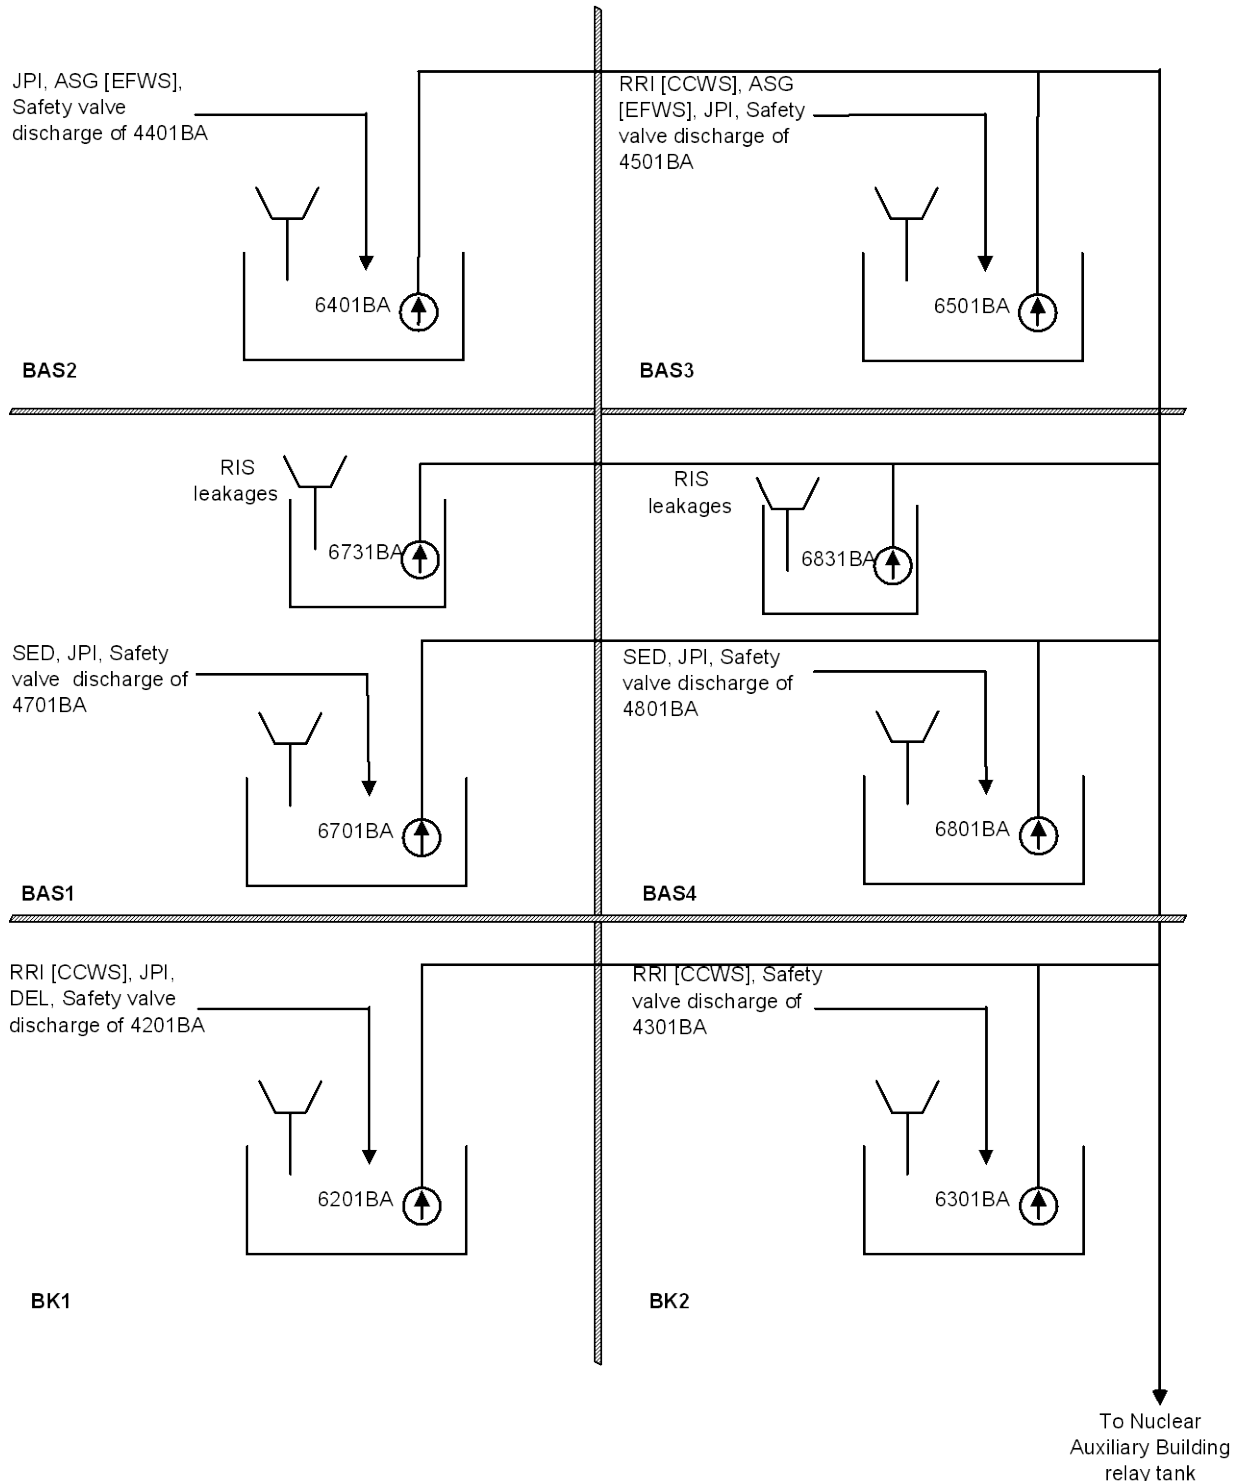 JPI, ASG [EFWS],
Safety valve
discharge of 4401BA
6401BA
BAS2
RRI [CCWS], ASG
[EFWS], JPI, Safety
valve discharge of
4501BA
6501BA
BAS3
RIS
leakages
6731BA
RIS
leakages
6831BA
SED, JPI, Safety
valve discharge of
4701BA
6701BA
BAS1
SED, JPI, Safety
valve discharge of
4801BA
6801BA
BAS4
RRI [CCWS], JPI,
DEL, Safety valve
discharge of 4201BA
6201BA
BK1
RRI [CCWS], Safety
valve discharge of
4301BA
6301BA
BK2
To Nuclear
Auxiliary Building
relay tank